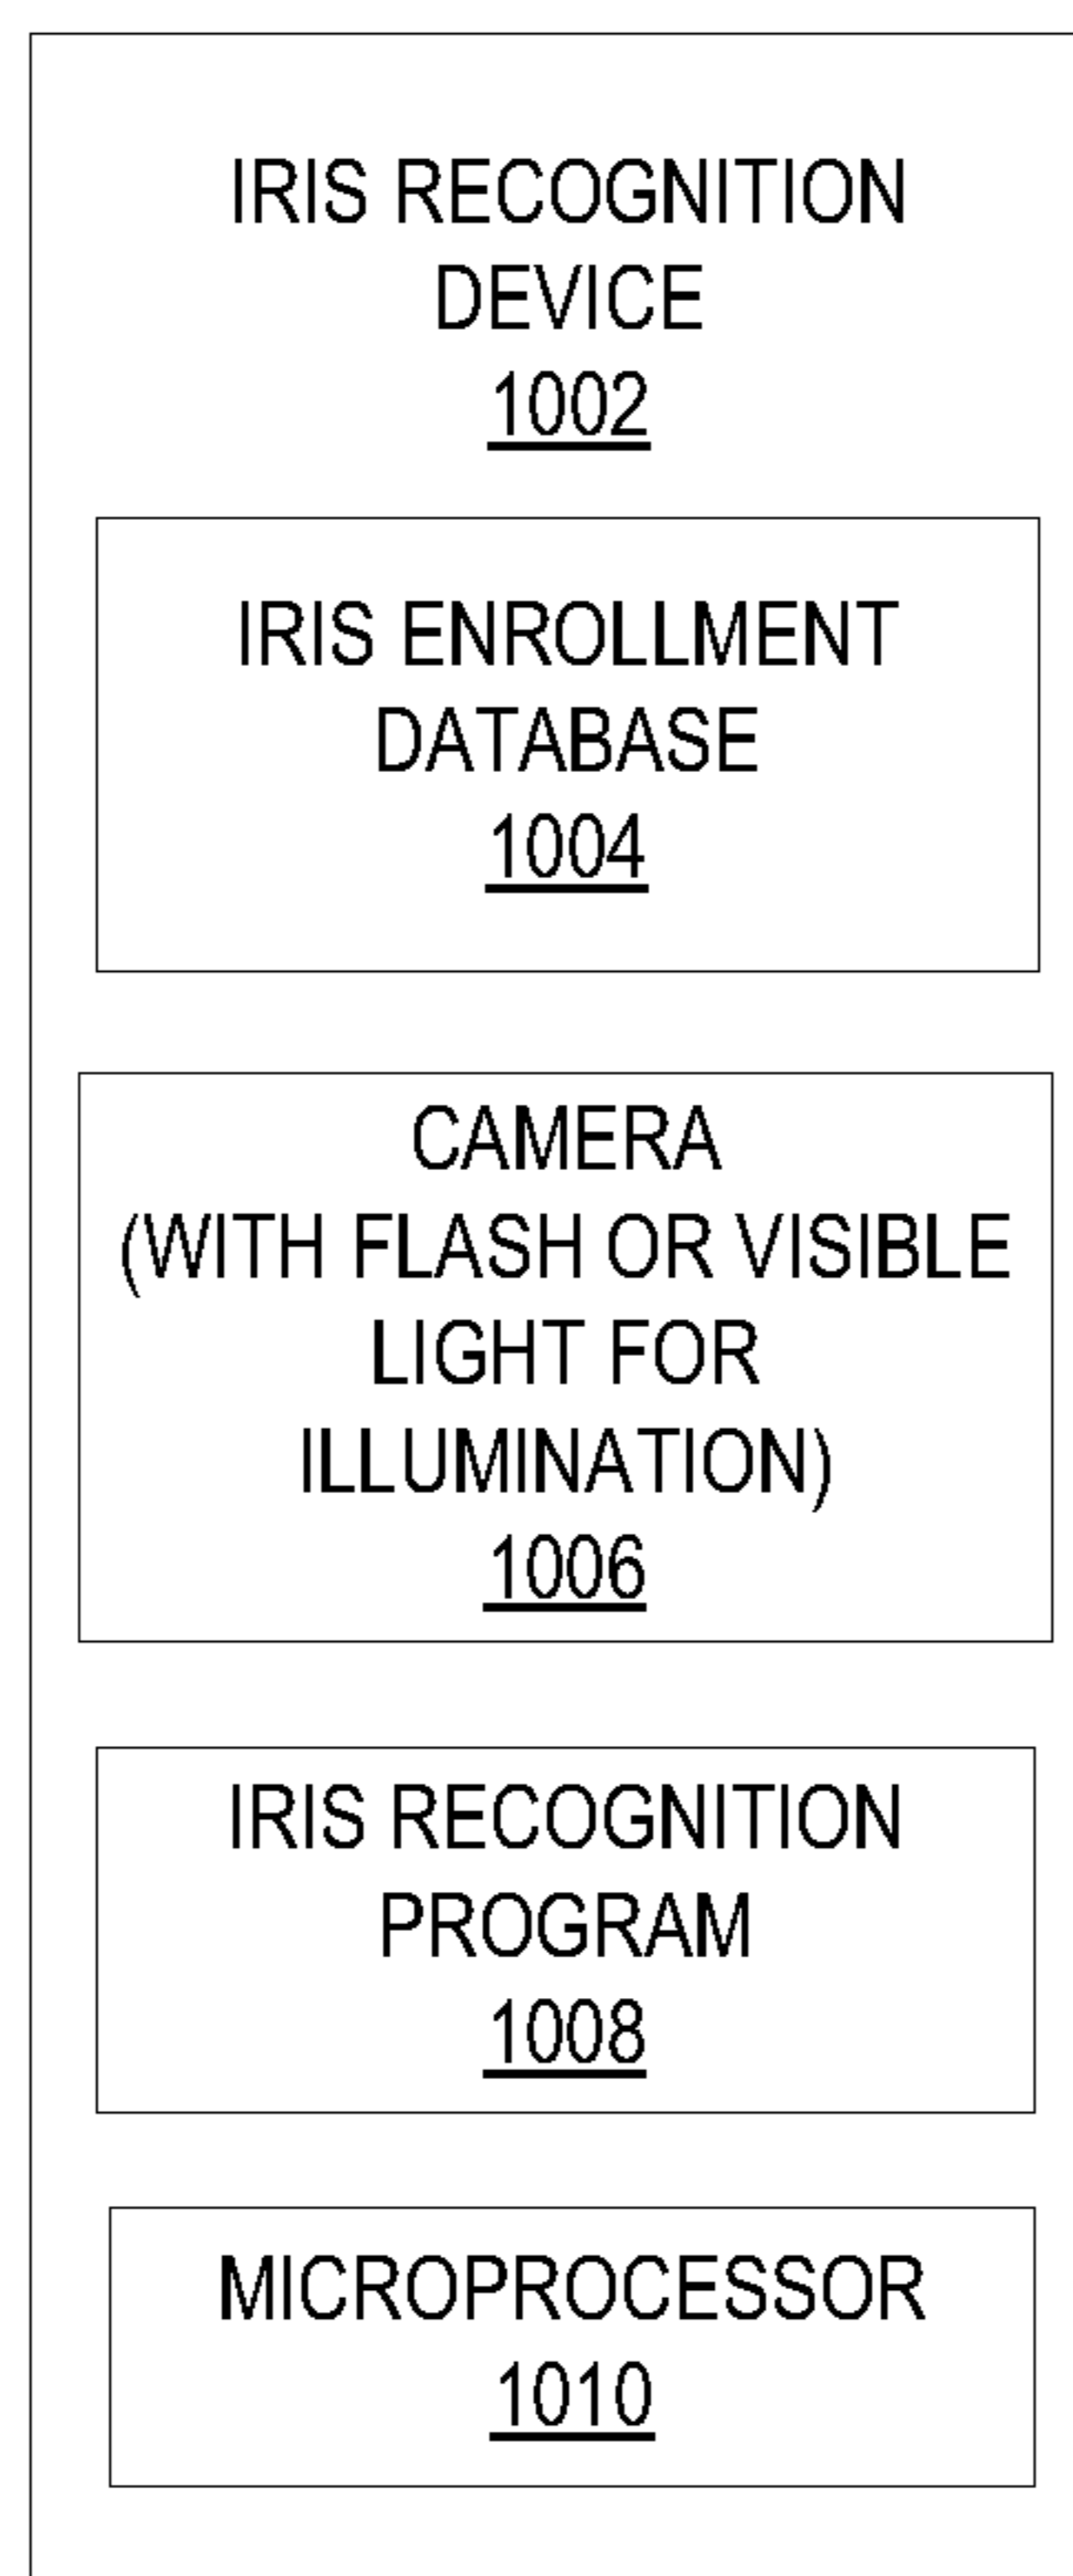 IRIS RECOGNITION
DEVICE
1002
IRIS ENROLLMENT
DATABASE
1004
CAMERA
(WITH FLASH OR VISIBLE
LIGHT FOR
ILLUMINATION)
1006
IRIS RECOGNITION
PROGRAM
1008
MICROPROCESSOR
1010